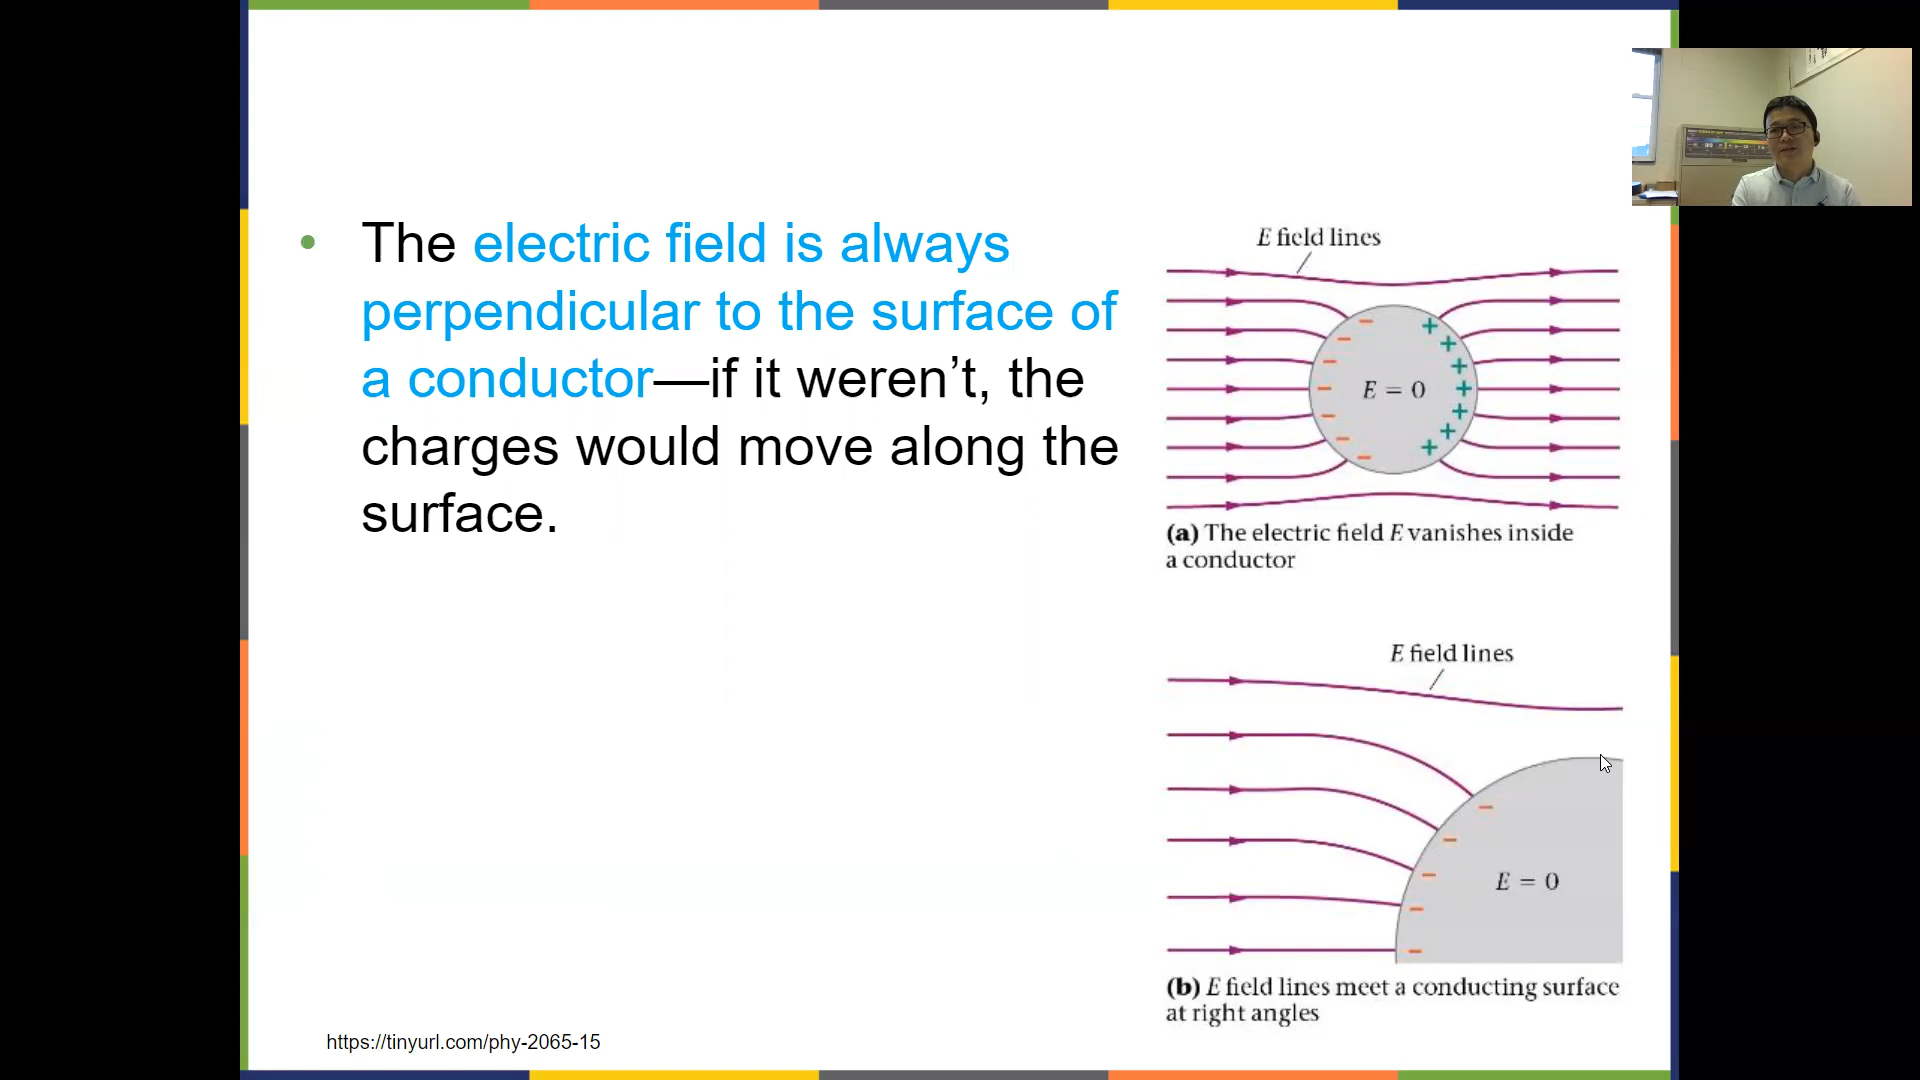 • The electric field is always
perpendicular to the surface of
a conductor—if it weren’t, the
charges would move along the
surface.
E field lines
− +
− +
− +
− E = 0 +
− +
− +
− +
(a) The electric field E vanishes inside
a conductor
E field lines
−
−
−
E = 0
−
−
(b) E field lines meet a conducting surface
at right angles
https://tinyurl.com/phy-2065-15